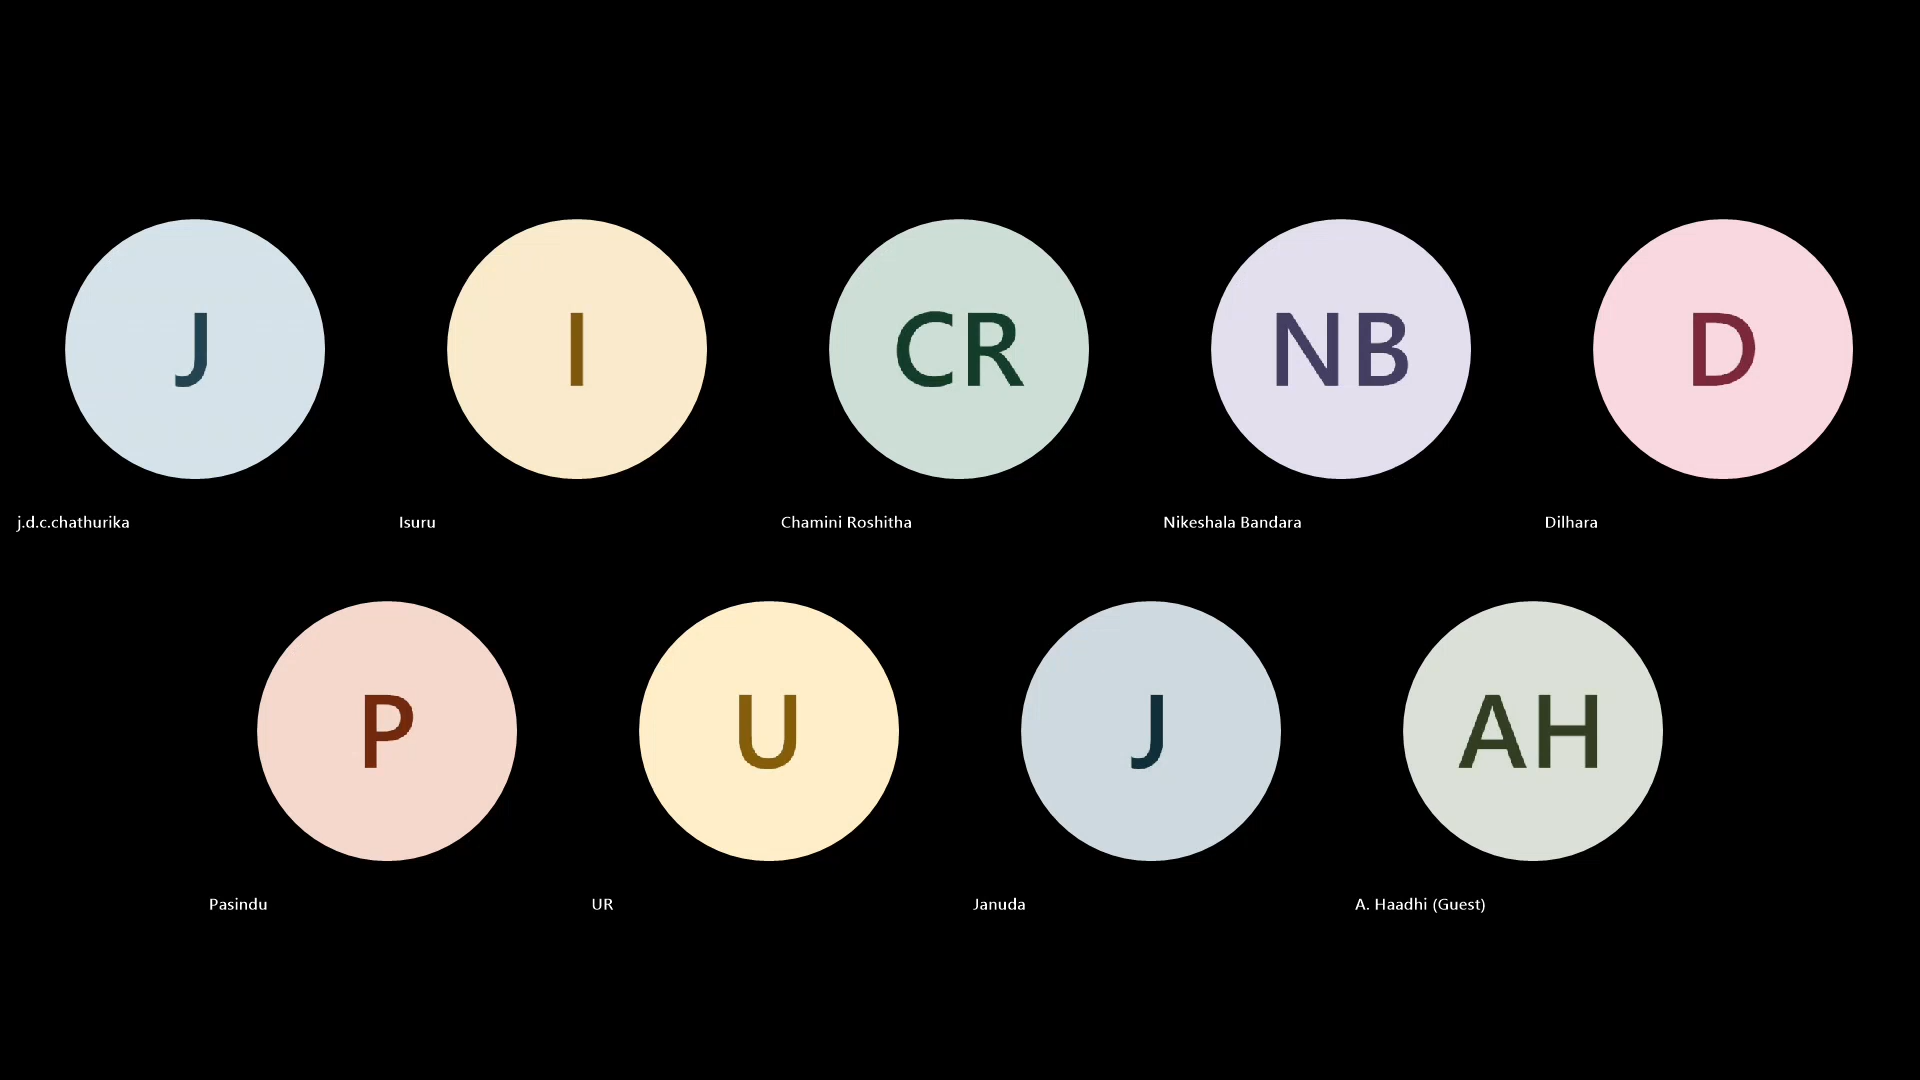 J
I
CR
NB
D
j.d.c.chathurika
Isuru
Chamini Roshitha
Nikeshala Bandara
Dilhara
P
U
J
AH
Pasindu
UR
Januda
A. Haadhi (Guest)